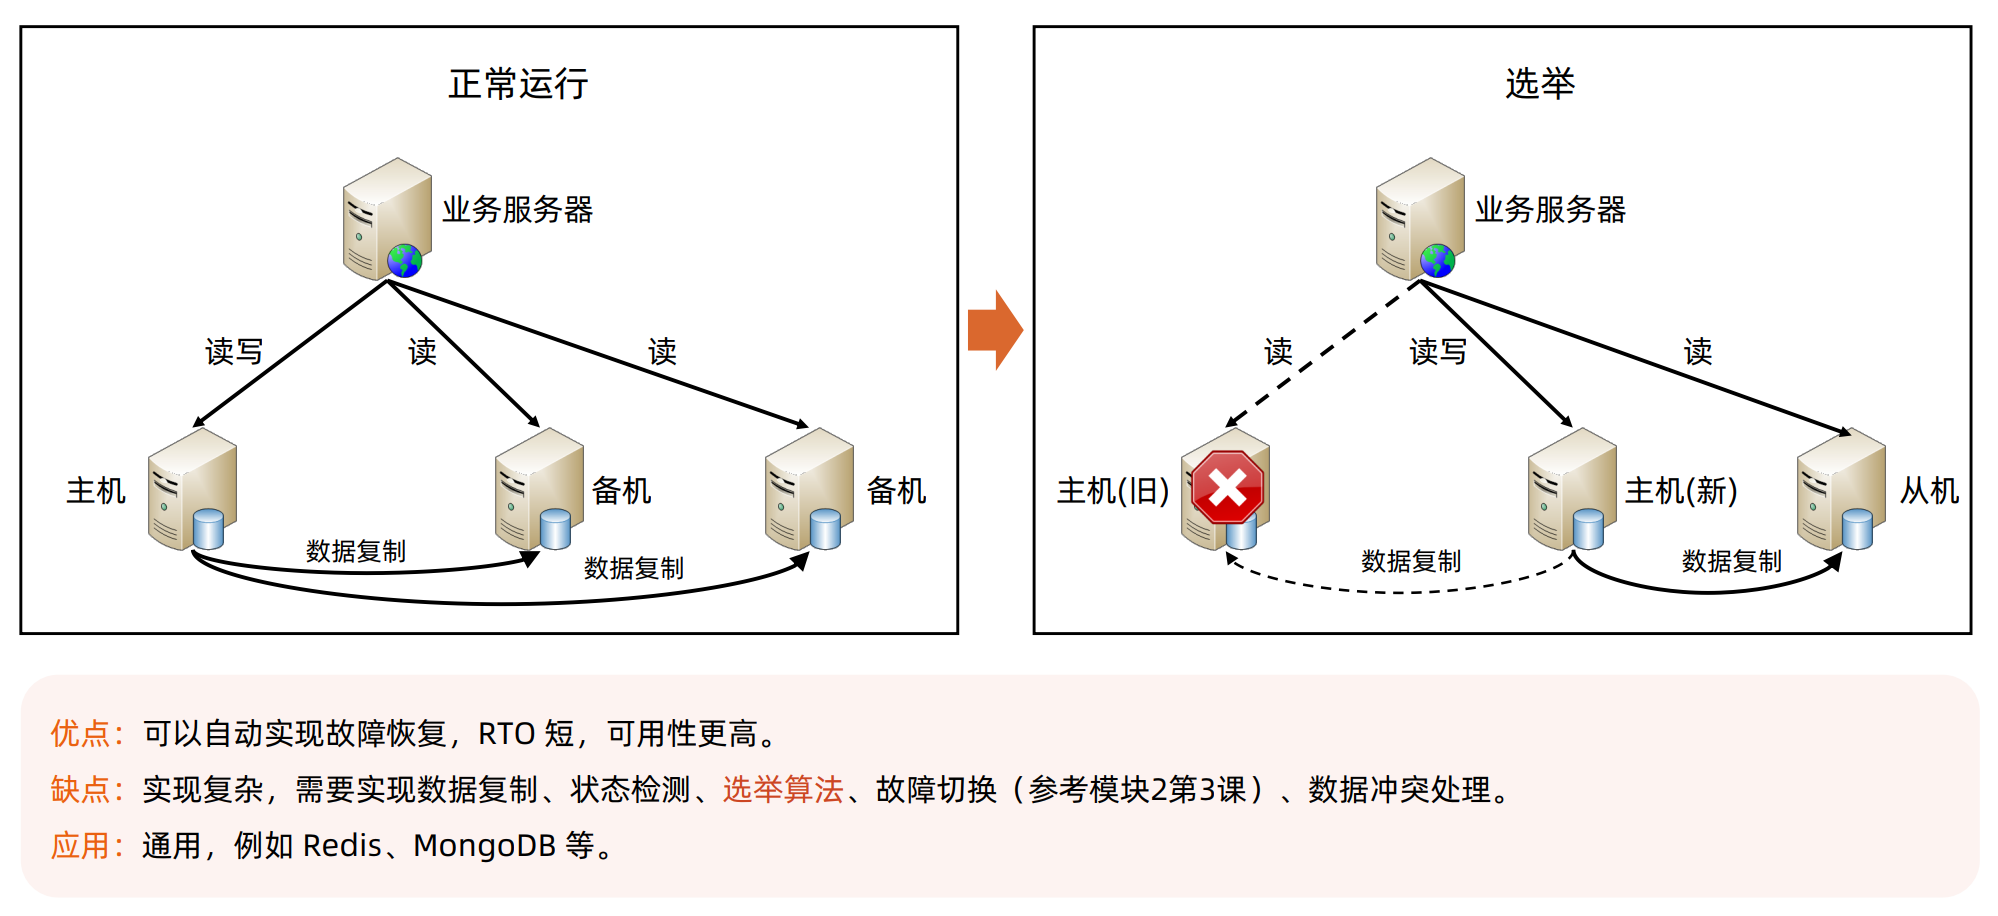 正常运行
业务服务器
读写
读
读
主机
备机
备机
数据复制
数据复制
选举
业务服务器
读
读写
读
主机(旧)
主机(新)
从机
数据复制
数据复制
优点：可以自动实现故障恢复，RTO 短，可用性更高。
缺点：实现复杂，需要实现数据复制、状态检测、选举算法、故障切换（参考模块2第3课）、数据冲突处理。
应用：通用，例如 Redis、MongoDB 等。